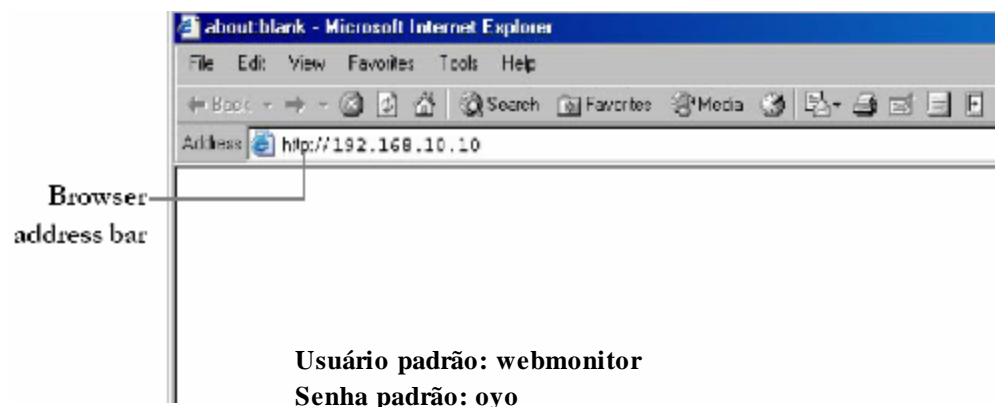 about:blank - Microsoft Internet Explorer
File Edit View Favorites Tools Help
Back Search Favorites Media
Address http://192.168.10.10
Browser
address bar
Usuário padrão: webmonitor
Senha padrão: oyo